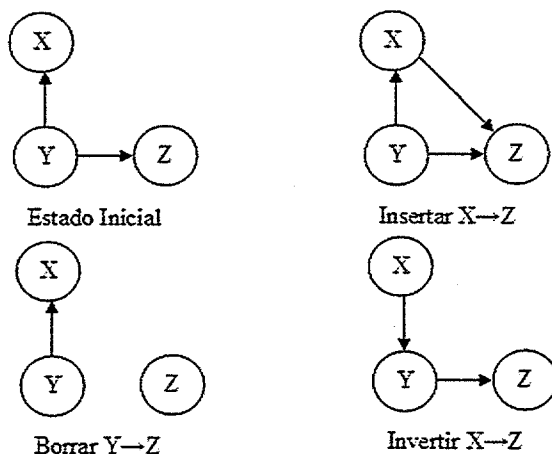 X
Y Z
Estado Inicial
X
Y Z
Insertar X→Z
X
Y Z
Borrar Y→Z
X
Y Z
Invertir X→Z